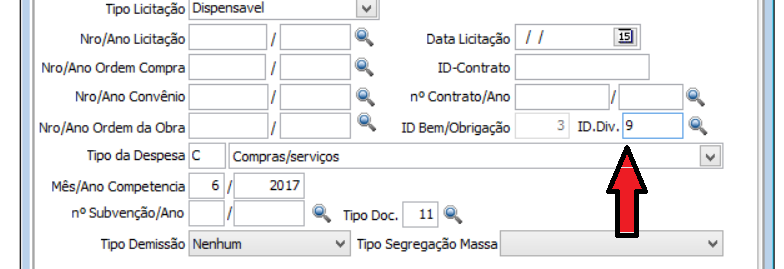 Tipo Licitação Dispensavel
Nro/Ano Licitação / Data Licitação / / 15
Nro/Ano Ordem Compra / ID-Contrato
Nro/Ano Convênio / nº Contrato/Ano /
Nro/Ano Ordem da Obra / ID Bem/Obrigação 3 ID.Div. 9
Tipo da Despesa C Compras/serviços
Mês/Ano Competencia 6 / 2017
nº Subvenção/Ano / Tipo Doc. 11
Tipo Demissão Nenhum Tipo Segregação Massa